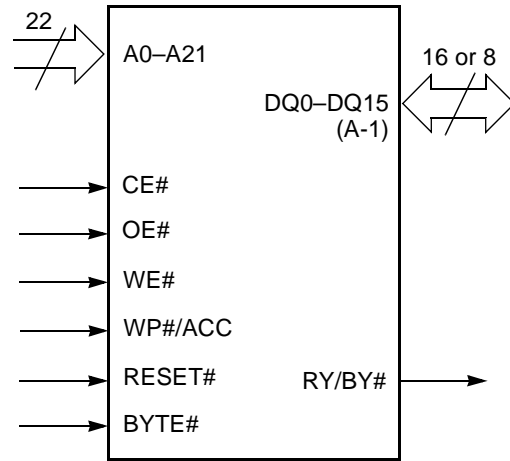 22
A0–A21
16 or 8
DQ0–DQ15
(A-1)
CE#
OE#
WE#
WP#/ACC
RESET#
RY/BY#
BYTE#